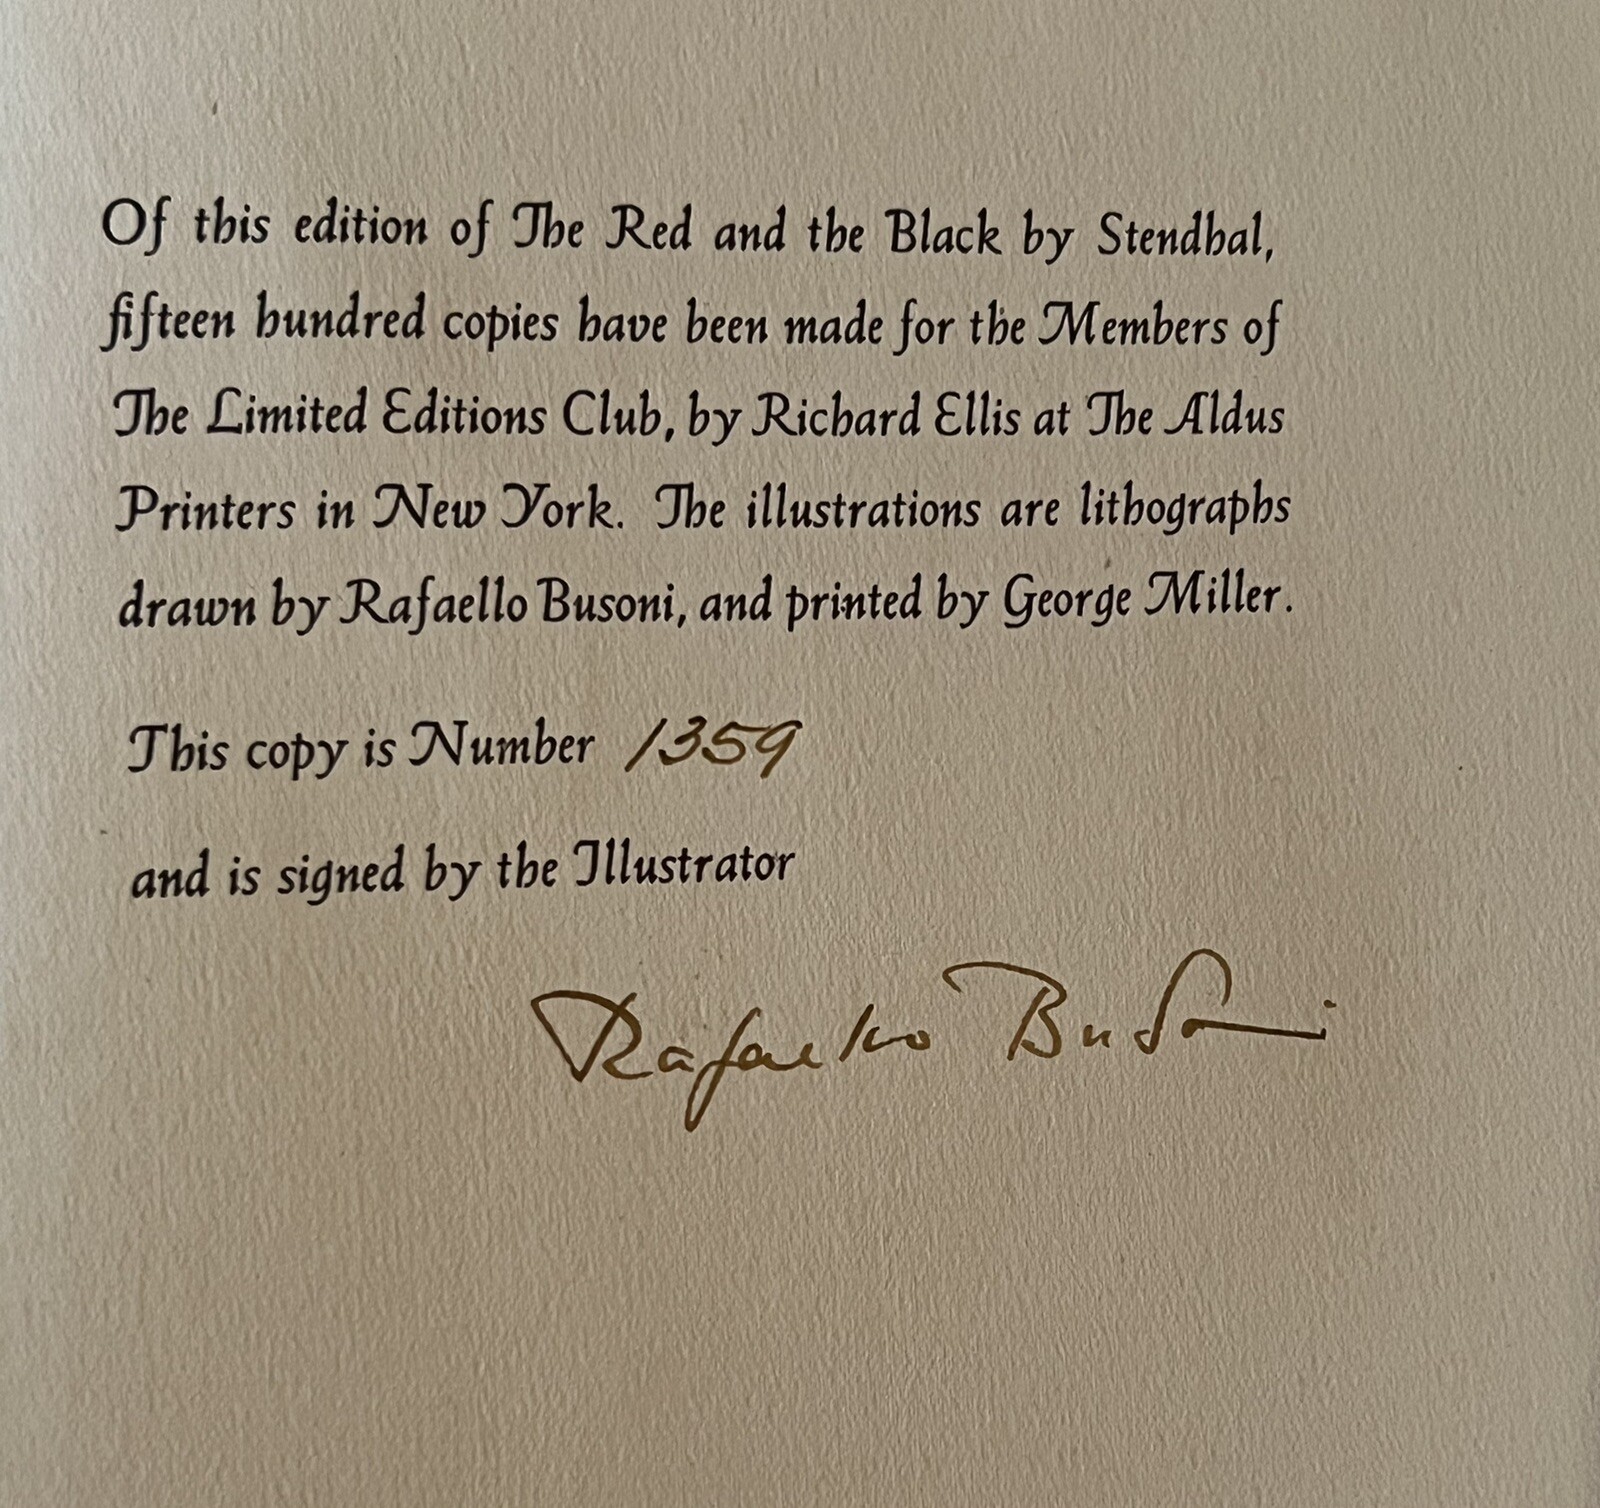 Of this edition of The Red and the Black by Stendhal,
fifteen hundred copies have been made for the Members of
The Limited Editions Club, by Richard Ellis at The Aldus
Printers in New York. The illustrations are lithographs
drawn by Rafaello Busoni, and printed by George Miller.
This copy is Number 1359
and is signed by the Illustrator
Rafaello Busoni